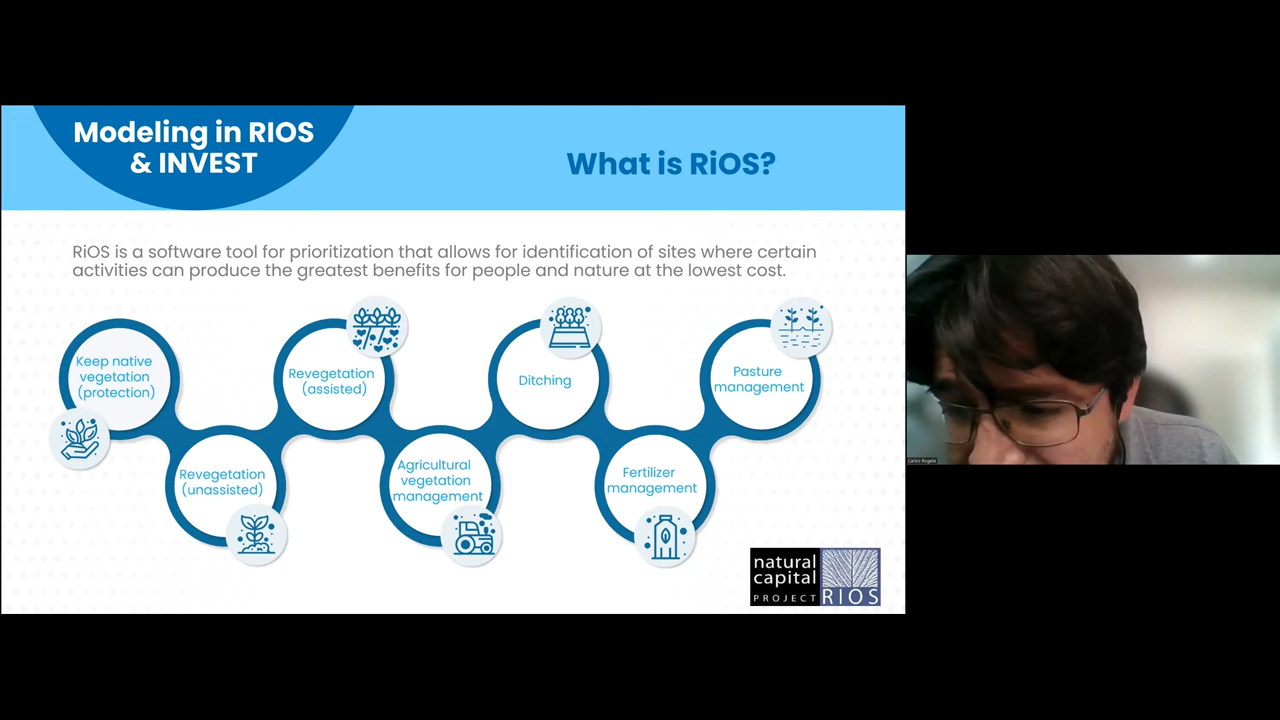 Modeling in RIOS
& INVEST
What is RiOS?
RiOS is a software tool for prioritization that allows for identification of sites where certain
activities can produce the greatest benefits for people and nature at the lowest cost.
Keep native
vegetation
(protection)
Revegetation
(unassisted)
Revegetation
(assisted)
Agricultural
vegetation
management
Ditching
Fertilizer
management
Pasture
management
natural
capital
PROJECT
RIOS
Carlos Rogeliz